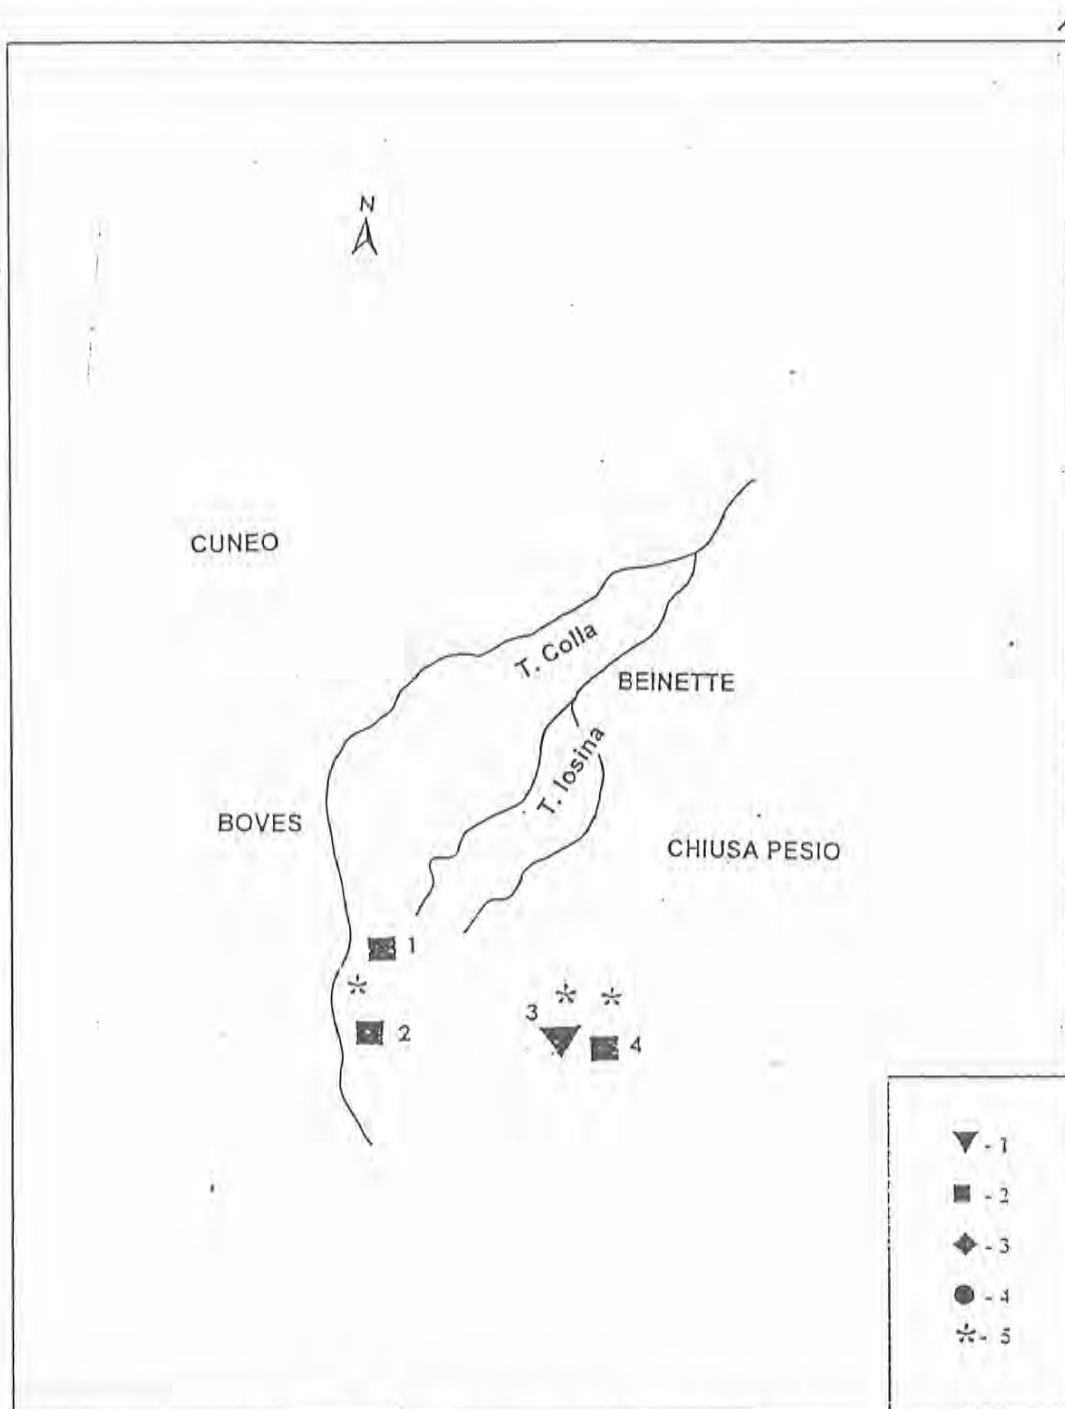 N
CUNEO
T. Colla
BEINETTE
T. Iosina
BOVES
CHIUSA PESIO
1
2
3
4
- 1
- 2
- 3
- 4
- 5